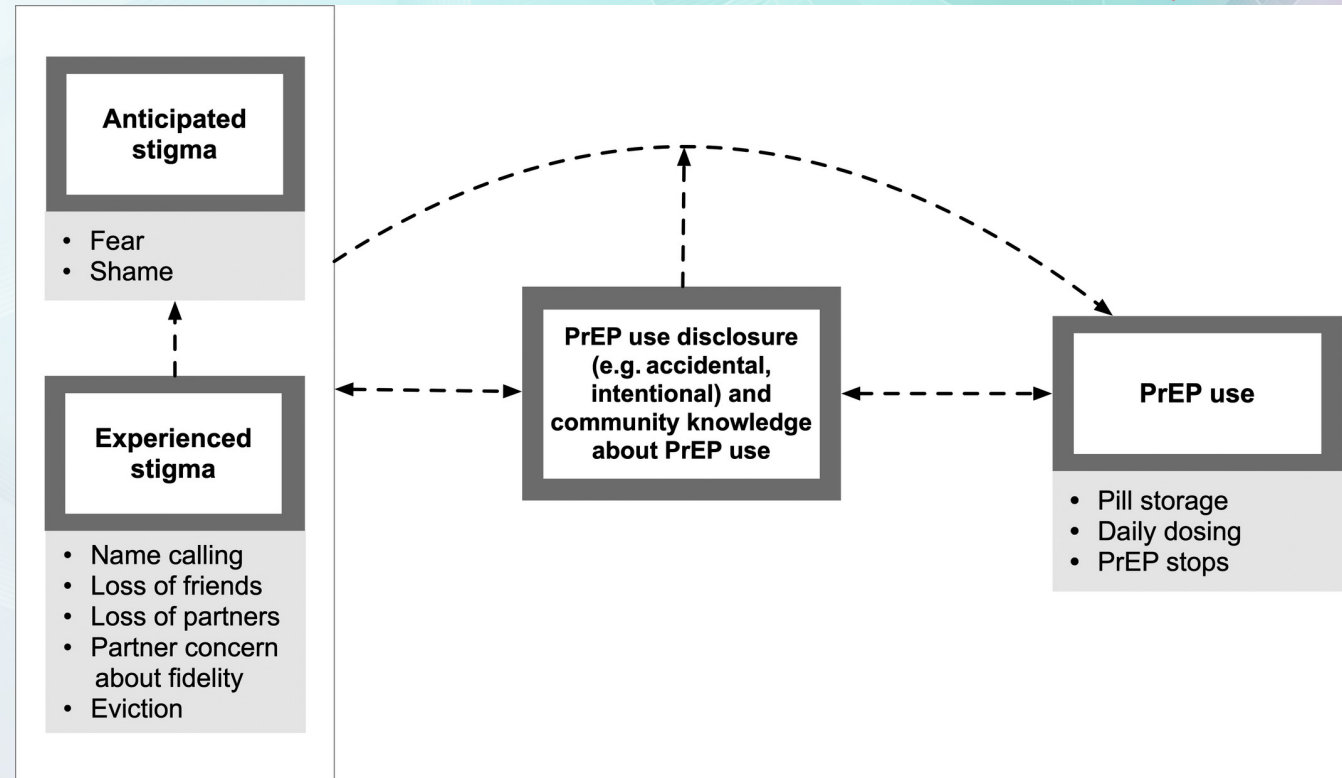 Anticipated
stigma
• Fear
• Shame
Experienced
stigma
• Name calling
• Loss of friends
• Loss of partners
• Partner concern
about fidelity
• Eviction
PrEP use disclosure
(e.g. accidental,
intentional) and
community knowledge
about PrEP use
PrEP use
• Pill storage
• Daily dosing
• PrEP stops